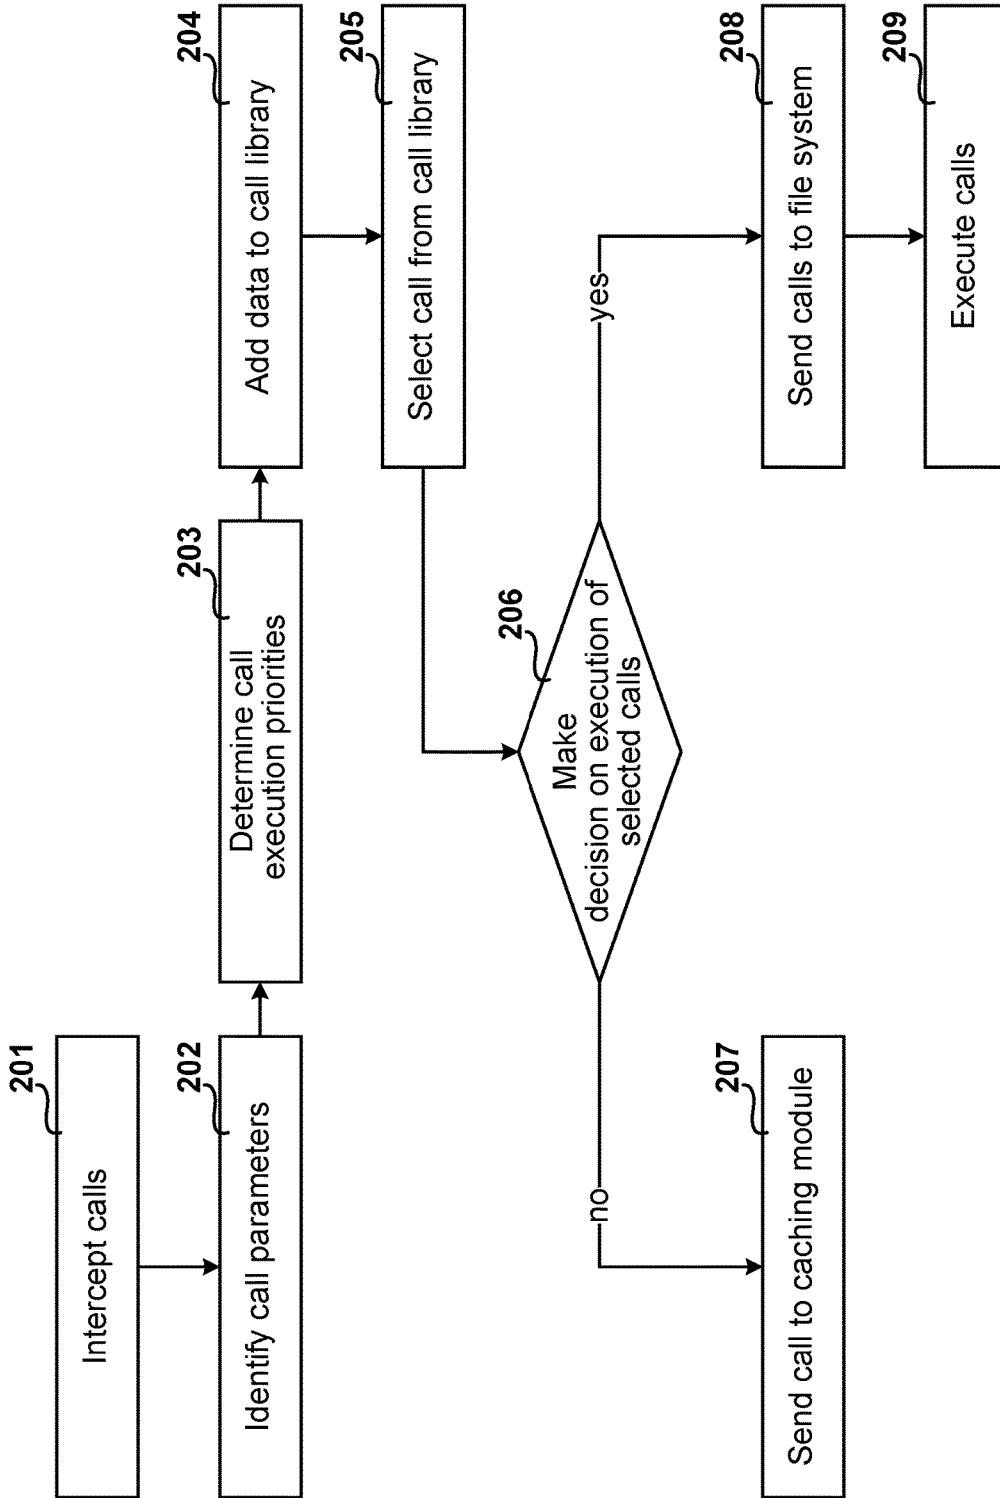 201
Intercept calls
202
Identify call parameters
203
Determine call
execution priorities
204
Add data to call library
205
Select call from call library
206
Make
decision on execution of
selected calls
no
yes
207
Send call to caching module
208
Send calls to file system
209
Execute calls